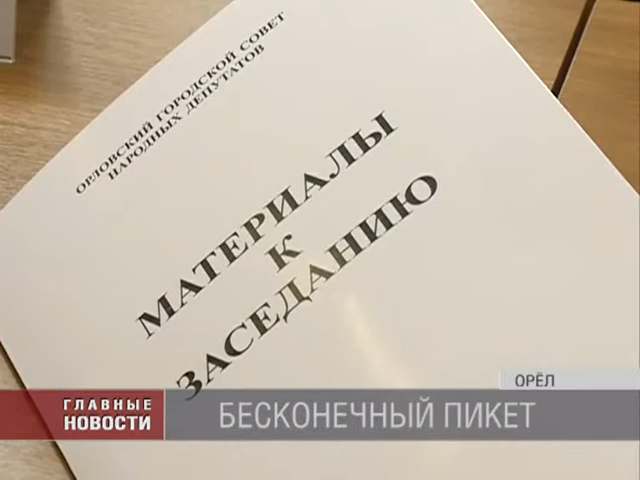 ОРЛОВСКИЙ ГОРОДСКОЙ СОВЕТ
НАРОДНЫХ ДЕПУТАТОВ
МАТЕРИАЛЫ
К
ЗАСЕДАНИЮ
ОРЁЛ
ГЛАВНЫЕ
НОВОСТИ
БЕСКОНЕЧНЫЙ ПИКЕТ